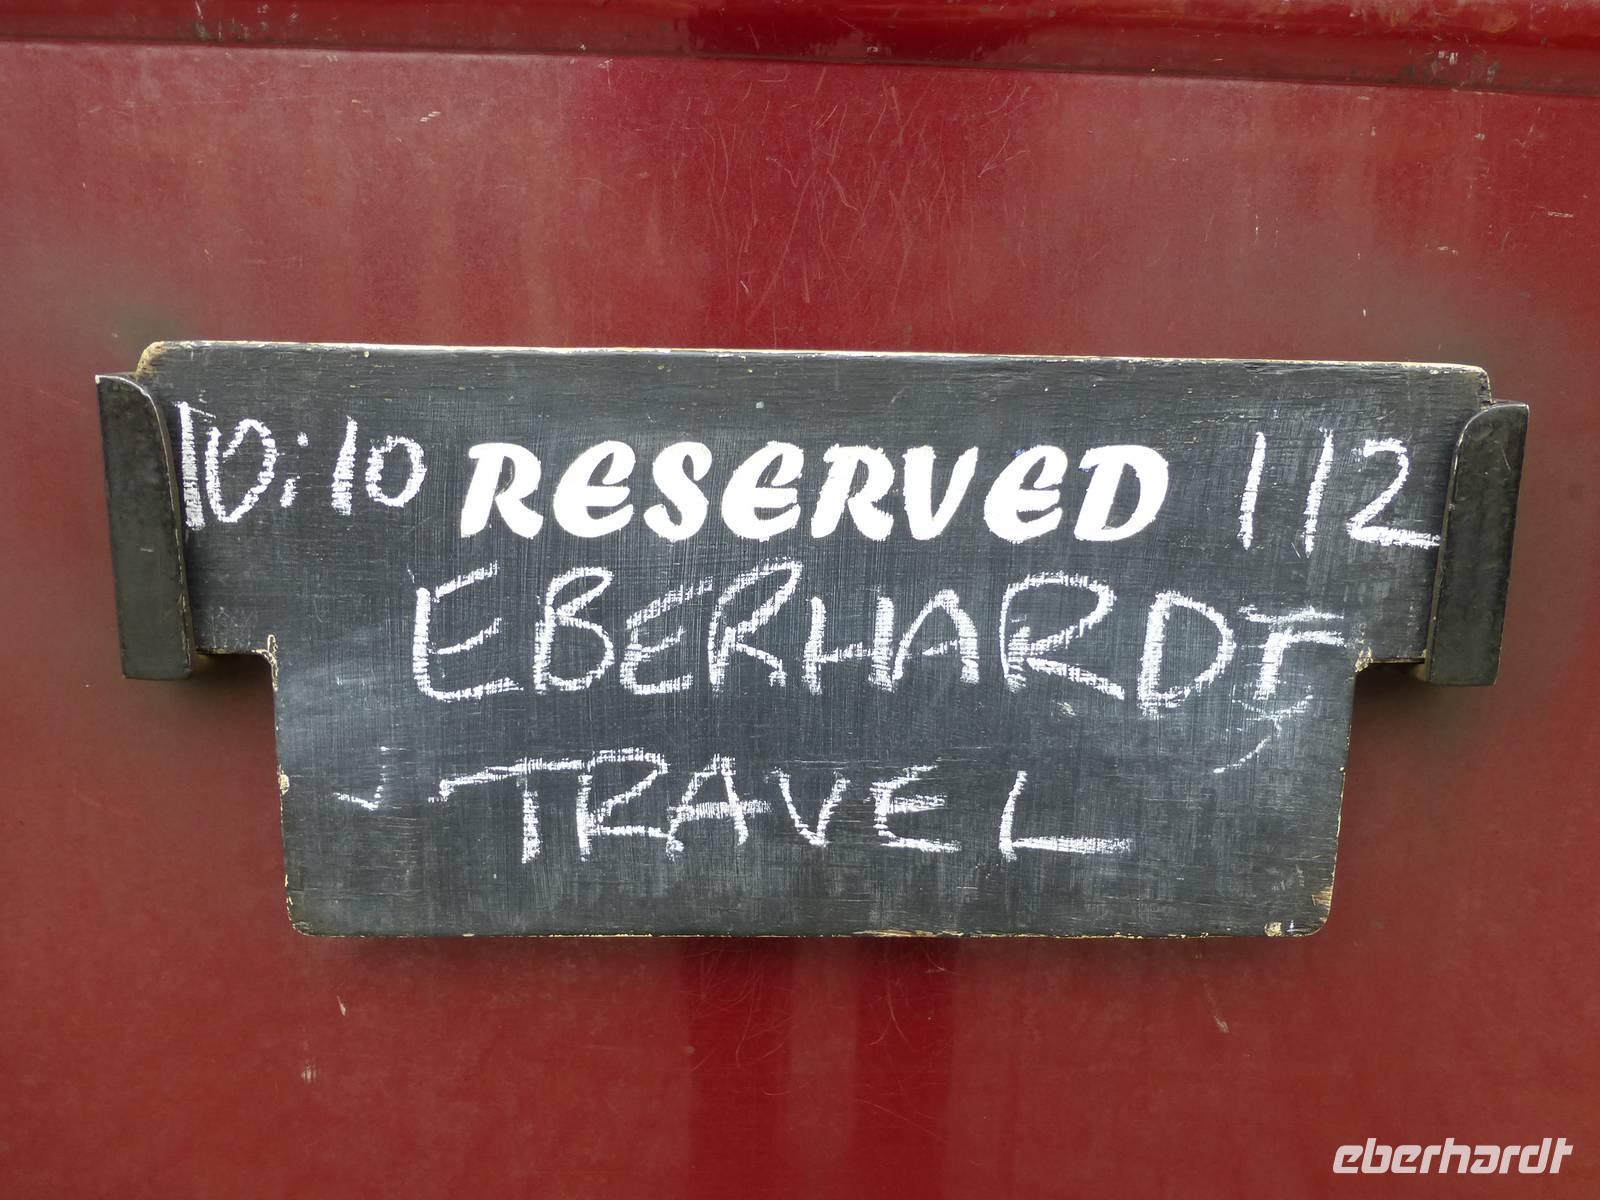 10:10 RESERVED 112
EBERHARDT
TRAVEL
eberhardt